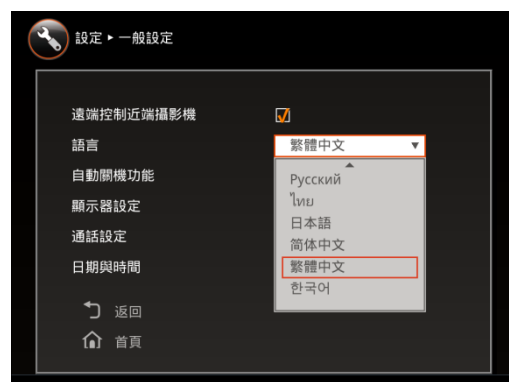 設定 ▸ 一般設定
遠端控制近端攝影機
語言
繁體中文
自動關機功能
顯示器設定
通話設定
日期與時間
Русский
ไทย
日本語
简体中文
繁體中文
한국어
返回
首頁